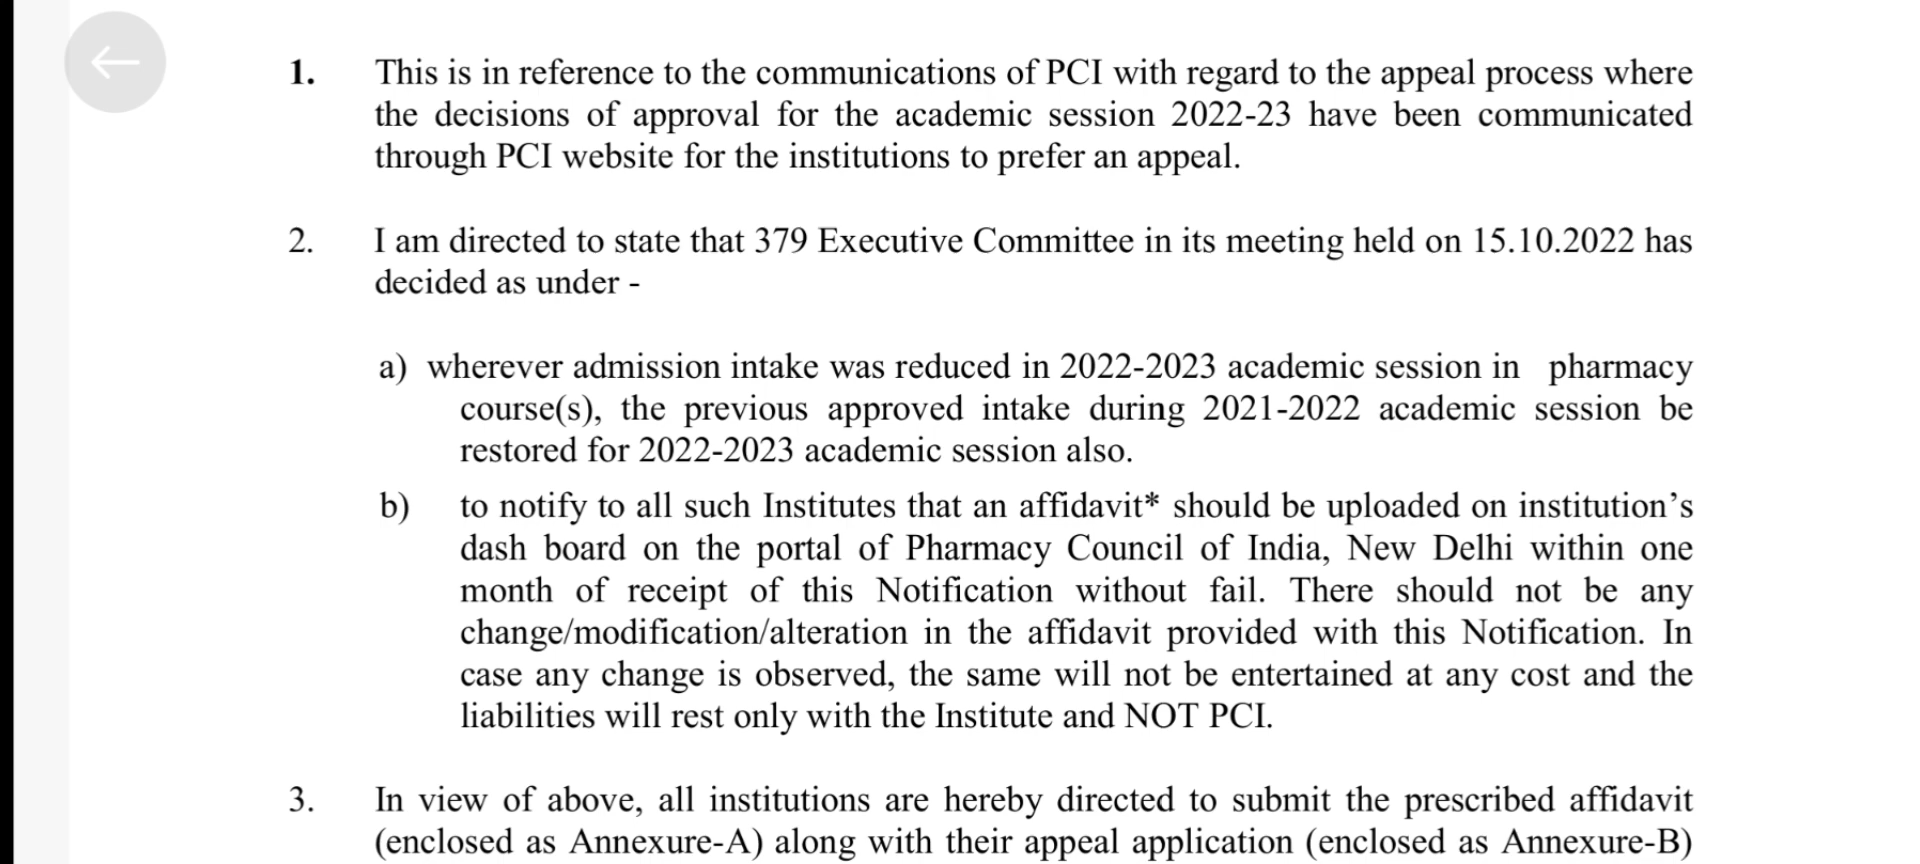 1. This is in reference to the communications of PCI with regard to the appeal process where
the decisions of approval for the academic session 2022-23 have been communicated
through PCI website for the institutions to prefer an appeal.
2. I am directed to state that 379 Executive Committee in its meeting held on 15.10.2022 has
decided as under -
a) wherever admission intake was reduced in 2022-2023 academic session in pharmacy
course(s), the previous approved intake during 2021-2022 academic session be
restored for 2022-2023 academic session also.
b) to notify to all such Institutes that an affidavit* should be uploaded on institution’s
dash board on the portal of Pharmacy Council of India, New Delhi within one
month of receipt of this Notification without fail. There should not be any
change/modification/alteration in the affidavit provided with this Notification. In
case any change is observed, the same will not be entertained at any cost and the
liabilities will rest only with the Institute and NOT PCI.
3. In view of above, all institutions are hereby directed to submit the prescribed affidavit
(enclosed as Annexure-A) along with their appeal application (enclosed as Annexure-B)